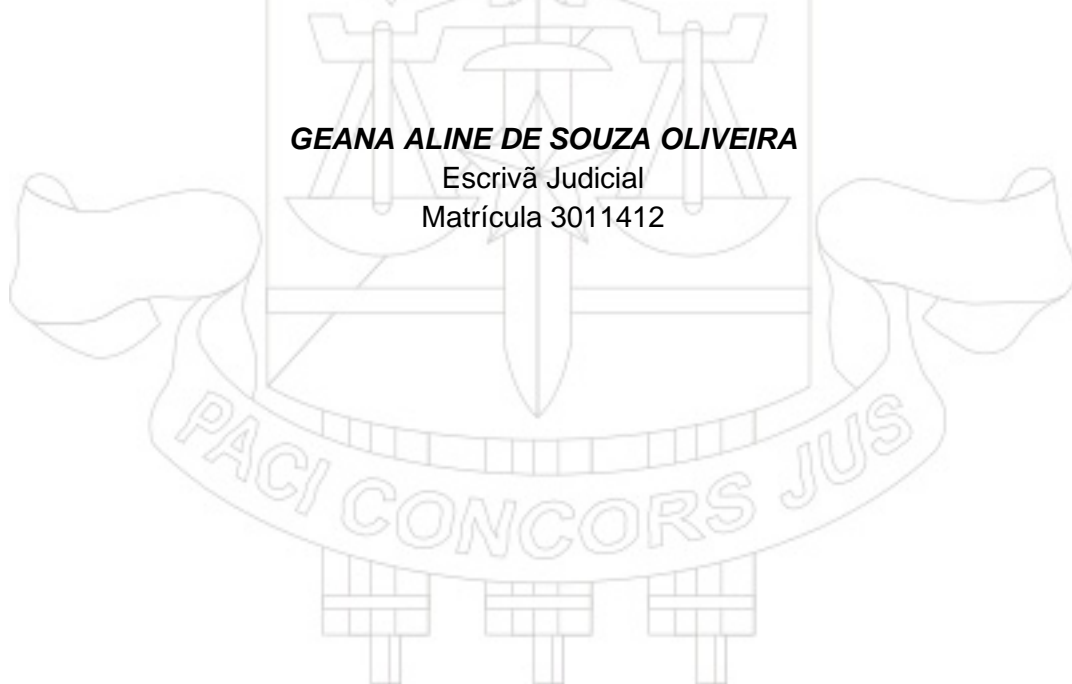 GEANA ALINE DE SOUZA OLIVEIRA
Escrivã Judicial
Matrícula 3011412
PACI CONCORS JUS